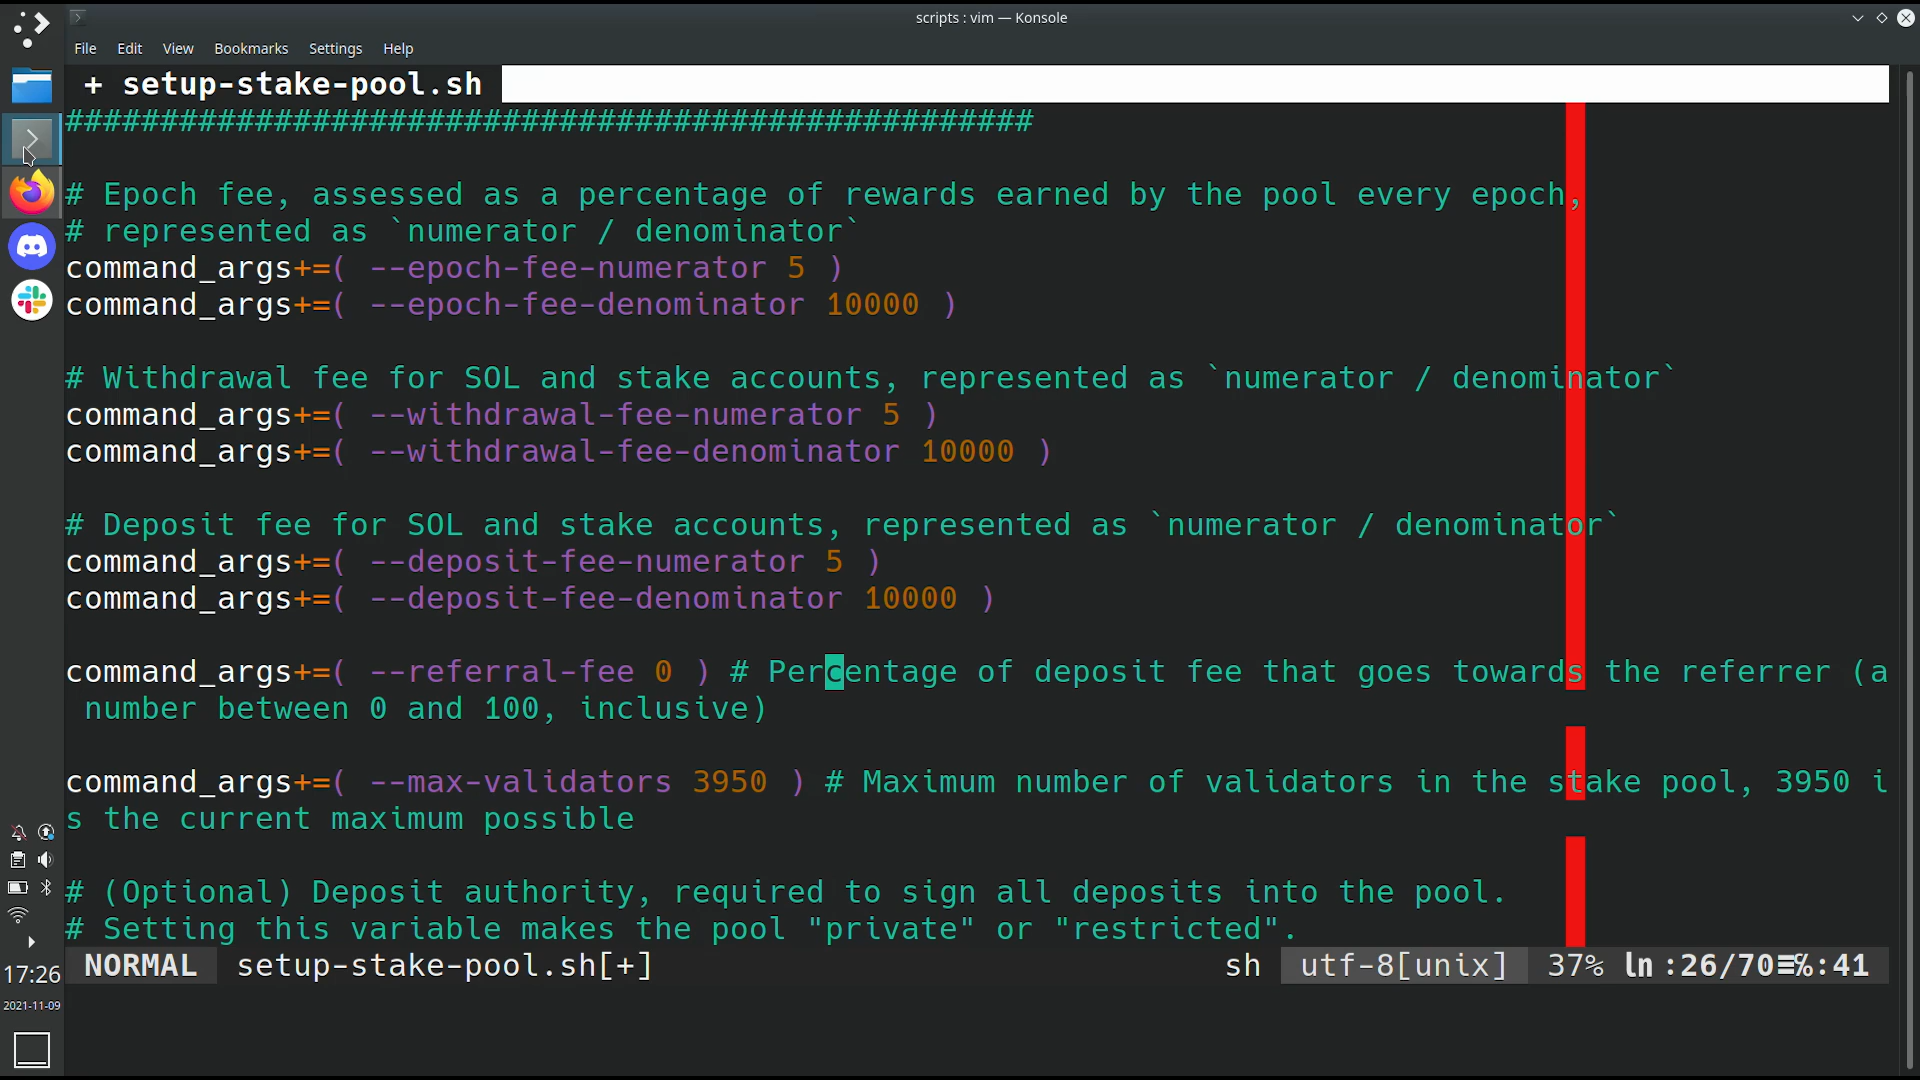 scripts : vim — Konsole
File Edit View Bookmarks Settings Help
+ setup-stake-pool.sh
###################################################
# Epoch fee, assessed as a percentage of rewards earned by the pool every epoch,
# represented as `numerator / denominator`
command_args+=( --epoch-fee-numerator 5 )
command_args+=( --epoch-fee-denominator 10000 )
# Withdrawal fee for SOL and stake accounts, represented as `numerator / denominator`
command_args+=( --withdrawal-fee-numerator 5 )
command_args+=( --withdrawal-fee-denominator 10000 )
# Deposit fee for SOL and stake accounts, represented as `numerator / denominator`
command_args+=( --deposit-fee-numerator 5 )
command_args+=( --deposit-fee-denominator 10000 )
command_args+=( --referral-fee 0 ) # Percentage of deposit fee that goes towards the referrer (a
number between 0 and 100, inclusive)
command_args+=( --max-validators 3950 ) # Maximum number of validators in the stake pool, 3950 i
s the current maximum possible
# (Optional) Deposit authority, required to sign all deposits into the pool.
# Setting this variable makes the pool "private" or "restricted".
NORMAL setup-stake-pool.sh[+] sh utf-8[unix] 37% ln :26/70≡℅:41
17:26
2021-11-09